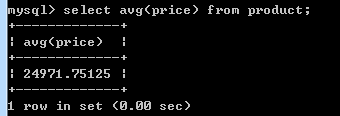 mysql> select avg(price) from product;
+-------------+
| avg(price)  |
+-------------+
| 24971.75125 |
+-------------+
1 row in set (0.00 sec)